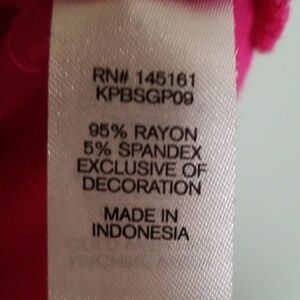 RN# 145161
KPBSGP09
95% RAYON
5% SPANDEX
EXCLUSIVE OF
DECORATION
MADE IN
INDONESIA